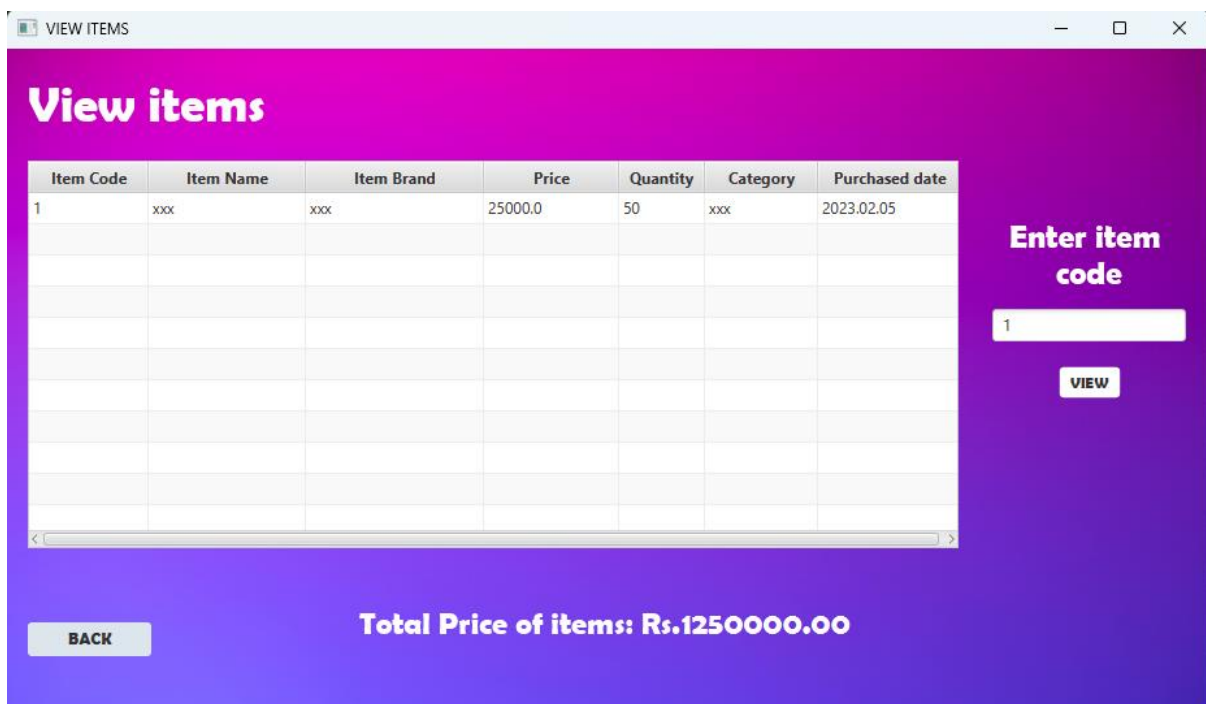 VIEW ITEMS
View items
Item Code Item Name Item Brand Price Quantity Category Purchased date
1 xxx xxx 25000.0 50 xxx 2023.02.05
Enter item
code
1
VIEW
Total Price of items: Rs.1250000.00
BACK